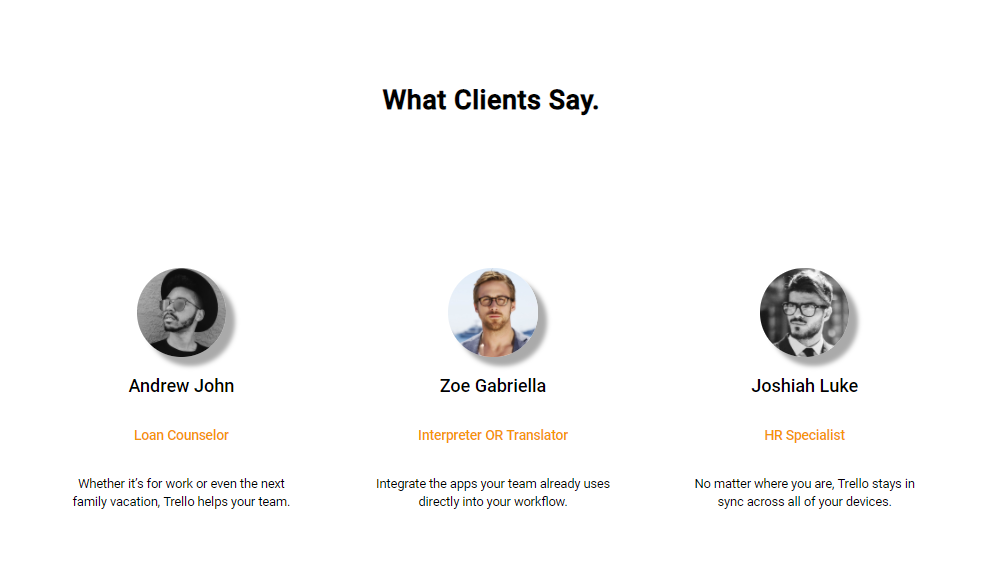 What Clients Say.
Andrew John
Zoe Gabriella
Joshiah Luke
Loan Counselor
Interpreter OR Translator
HR Specialist
Whether it’s for work or even the next
family vacation, Trello helps your team.
Integrate the apps your team already uses
directly into your workflow.
No matter where you are, Trello stays in
sync across all of your devices.